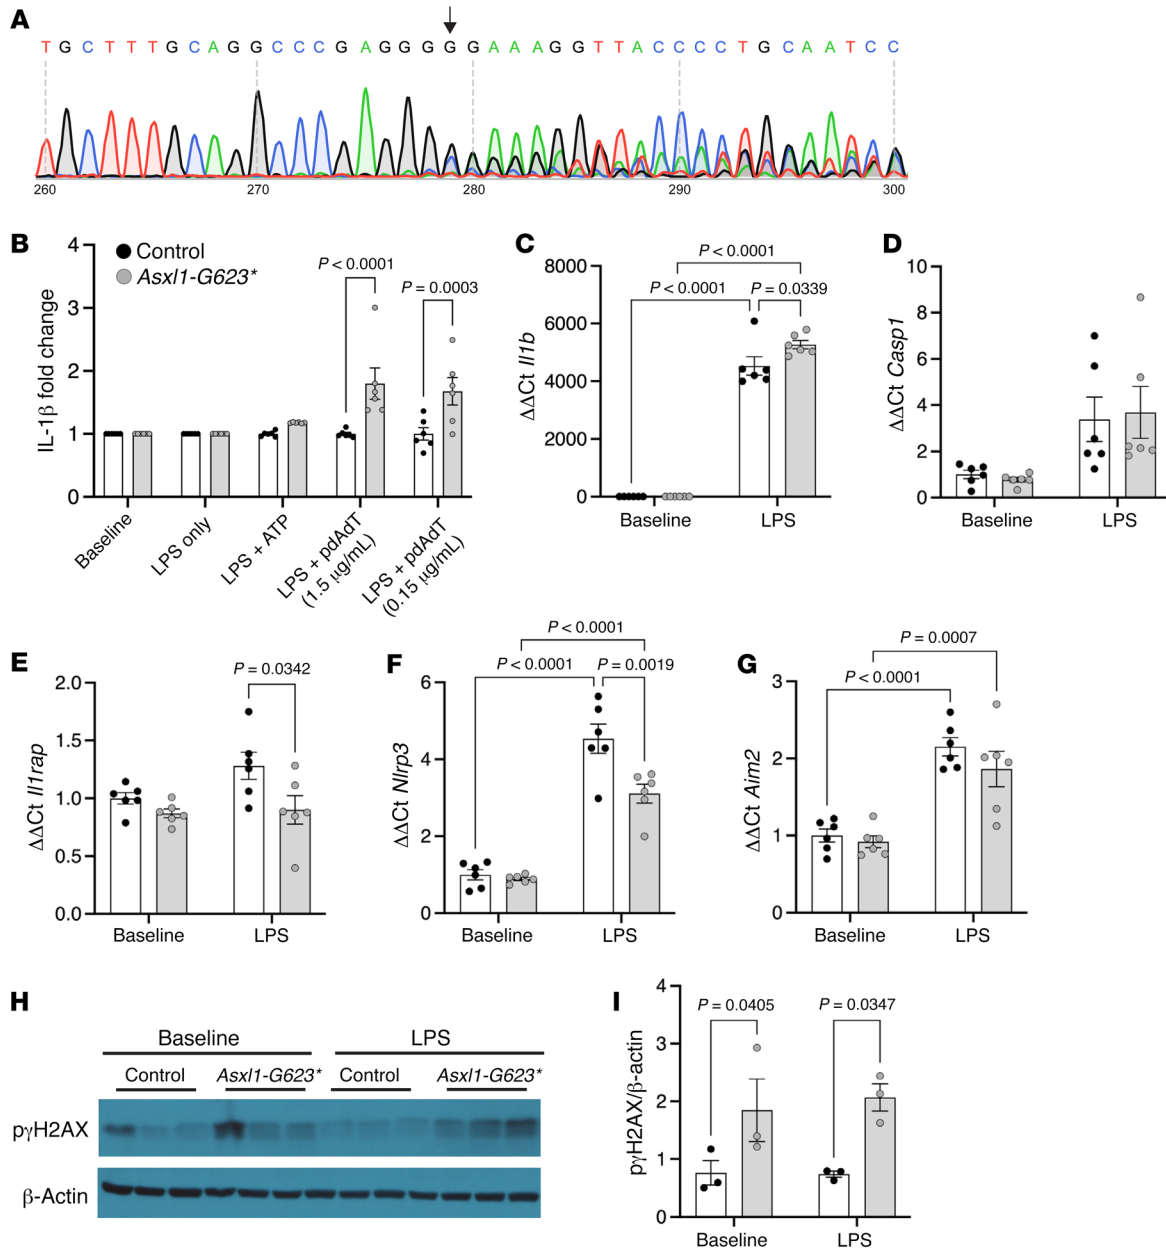 A
T G C T T T G C A G G C C C G A G G G G G A A A G G T T A C C C C T G C A A T C C
260 270 280 290 300
B
Control
Asxl1-G623*
P < 0.0001
P = 0.0003
IL-1β fold change
4
3
2
1
0
Baseline
LPS only
LPS + ATP
LPS + pdAdT
(1.5 μg/mL)
LPS + pdAdT
(0.15 μg/mL)
C
P < 0.0001
P < 0.0001 P = 0.0339
ΔΔCt Il1b
8000
6000
4000
2000
0
Baseline LPS
D
ΔΔCt Casp1
10
8
6
4
2
0
Baseline LPS
E
P = 0.0342
ΔΔCt Il1rap
2.0
1.5
1.0
0.5
0.0
Baseline LPS
F
P < 0.0001
P < 0.0001 P = 0.0019
ΔΔCt Nlrp3
6
4
2
0
Baseline LPS
G
P = 0.0007
P < 0.0001
ΔΔCt Aim2
3
2
1
0
Baseline LPS
H
Baseline LPS
Control Asxl1-G623* Control Asxl1-G623*
pγH2AX
β-Actin
I
P = 0.0405 P = 0.0347
pγH2AX/β-actin
4
3
2
1
0
Baseline LPS